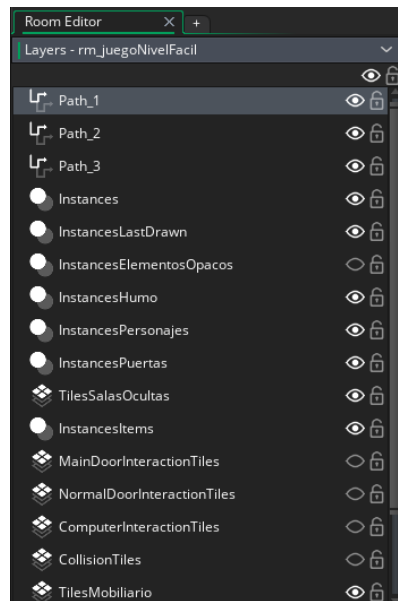 Room Editor
Layers - rm_juegoNivelFacil
Path_1
Path_2
Path_3
Instances
InstancesLastDrawn
InstancesElementosOpacos
InstancesHumo
InstancesPersonajes
InstancesPuertas
TilesSalasOcultas
InstancesItems
MainDoorInteractionTiles
NormalDoorInteractionTiles
ComputerInteractionTiles
CollisionTiles
TilesMobiliario